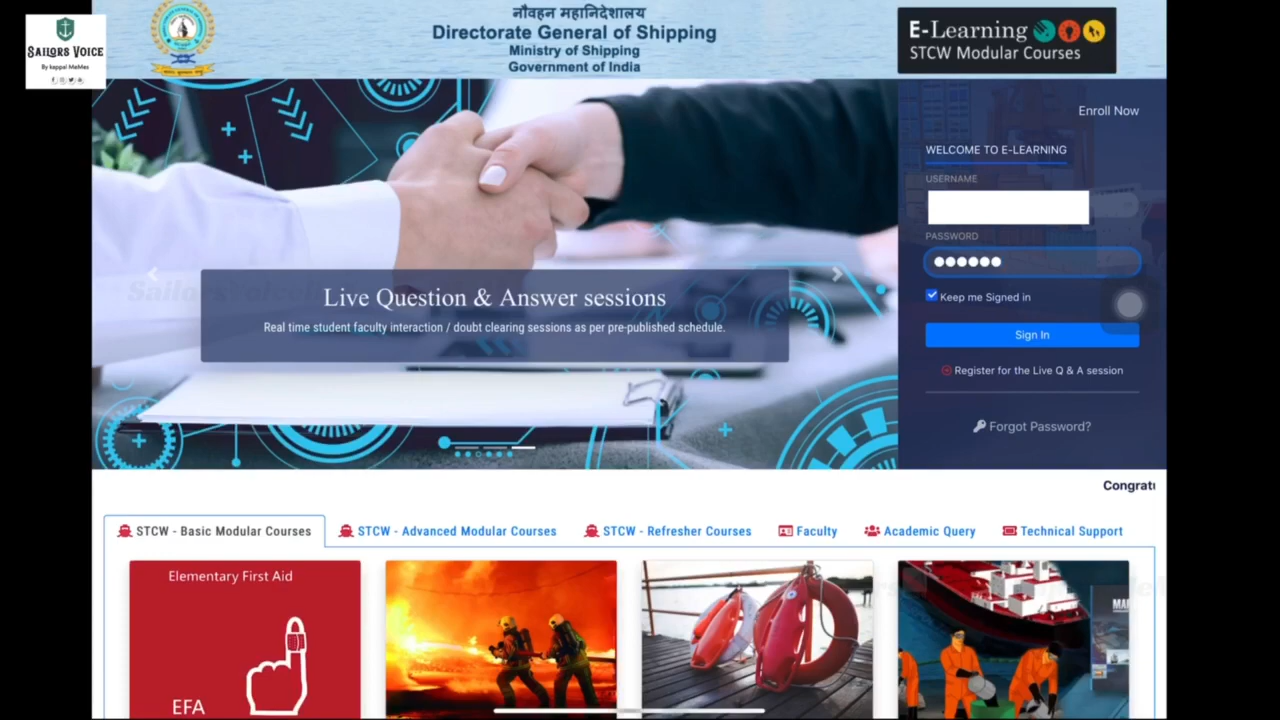 SAILORS VOICE
By kappal MeMes
नौवहन महानिदेशालय
Directorate General of Shipping
Ministry of Shipping
Government of India
E-Learning
STCW Modular Courses
Enroll Now
WELCOME TO E-LEARNING
USERNAME
PASSWORD
Keep me Signed in
Sign In
Register for the Live Q & A session
Forgot Password?
Live Question & Answer sessions
Real time student faculty interaction / doubt clearing sessions as per pre-published schedule.
Congrat
STCW - Basic Modular Courses
STCW - Advanced Modular Courses
STCW - Refresher Courses
Faculty
Academic Query
Technical Support
Elementary First Aid
EFA